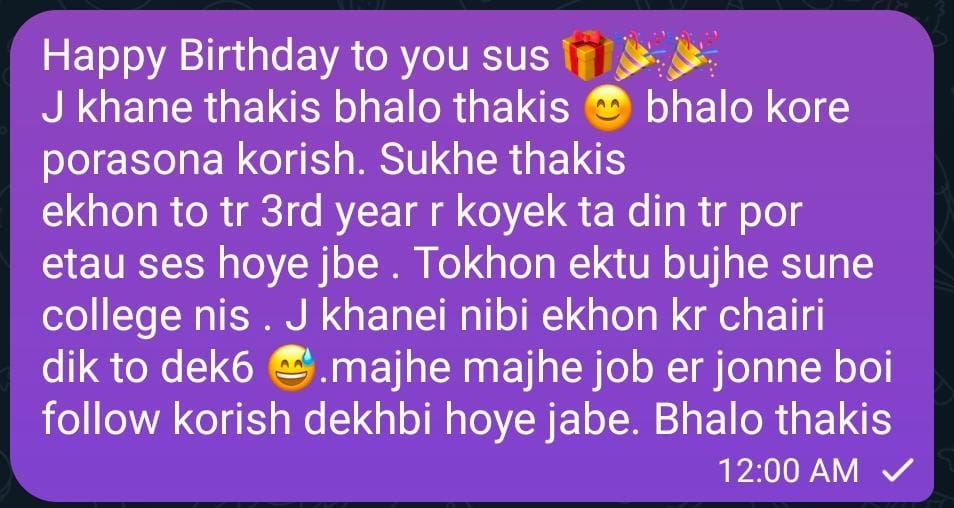 Happy Birthday to you sus 🎁🎉🎉
J khane thakis bhalo thakis 😊 bhalo kore
porasona korish. Sukhe thakis
ekhon to tr 3rd year r koyek ta din tr por
etau ses hoye jbe . Tokhon ektu bujhe sune
college nis . J khanei nibi ekhon kr chairi
dik to dek6 😅.majhe majhe job er jonne boi
follow korish dekhbi hoye jabe. Bhalo thakis
12:00 AM ✓